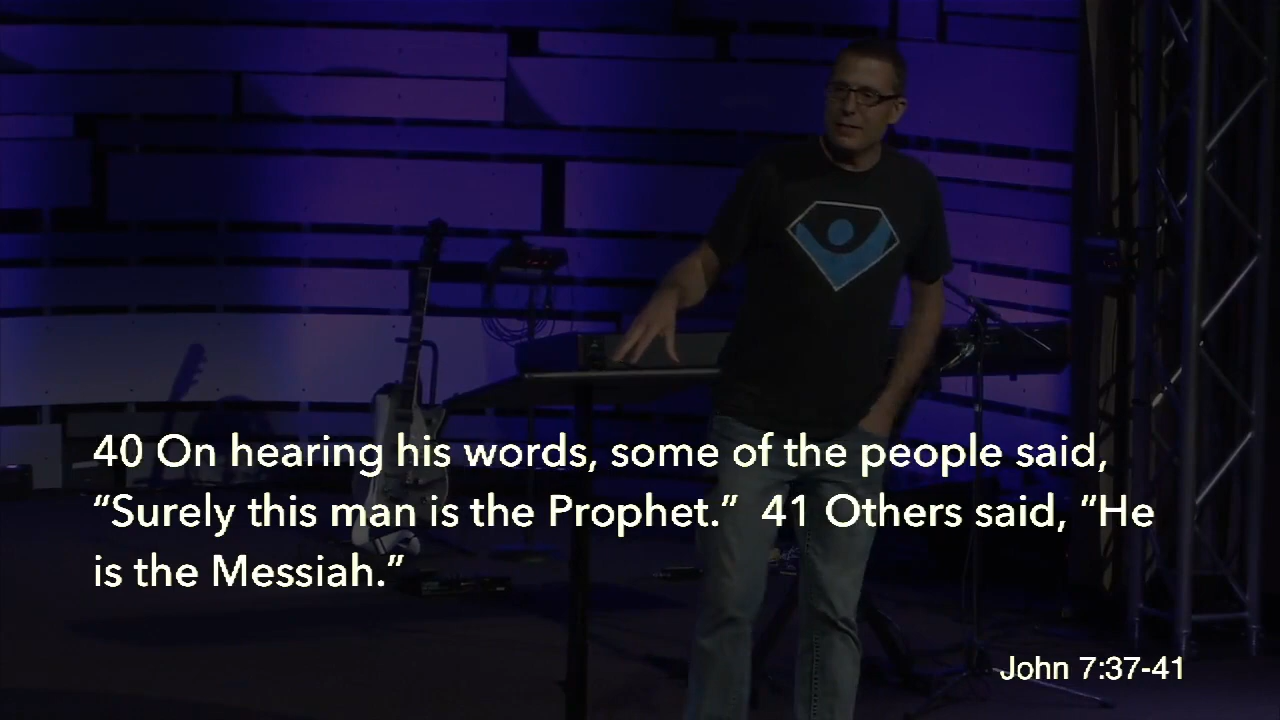 40 On hearing his words, some of the people said,
“Surely this man is the Prophet.”  41 Others said, “He
is the Messiah.”
John 7:37-41